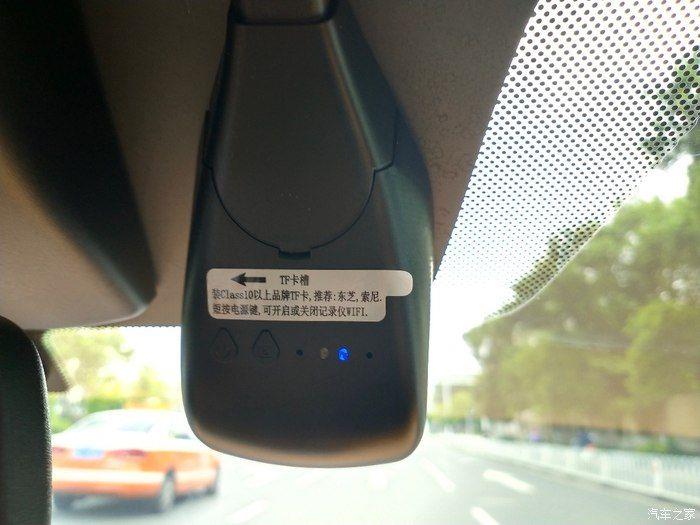 TF卡槽
装Class10以上品牌TF卡,推荐:东芝,索尼.
短按电源键,可开启或关闭记录仪WIFI.
汽车之家